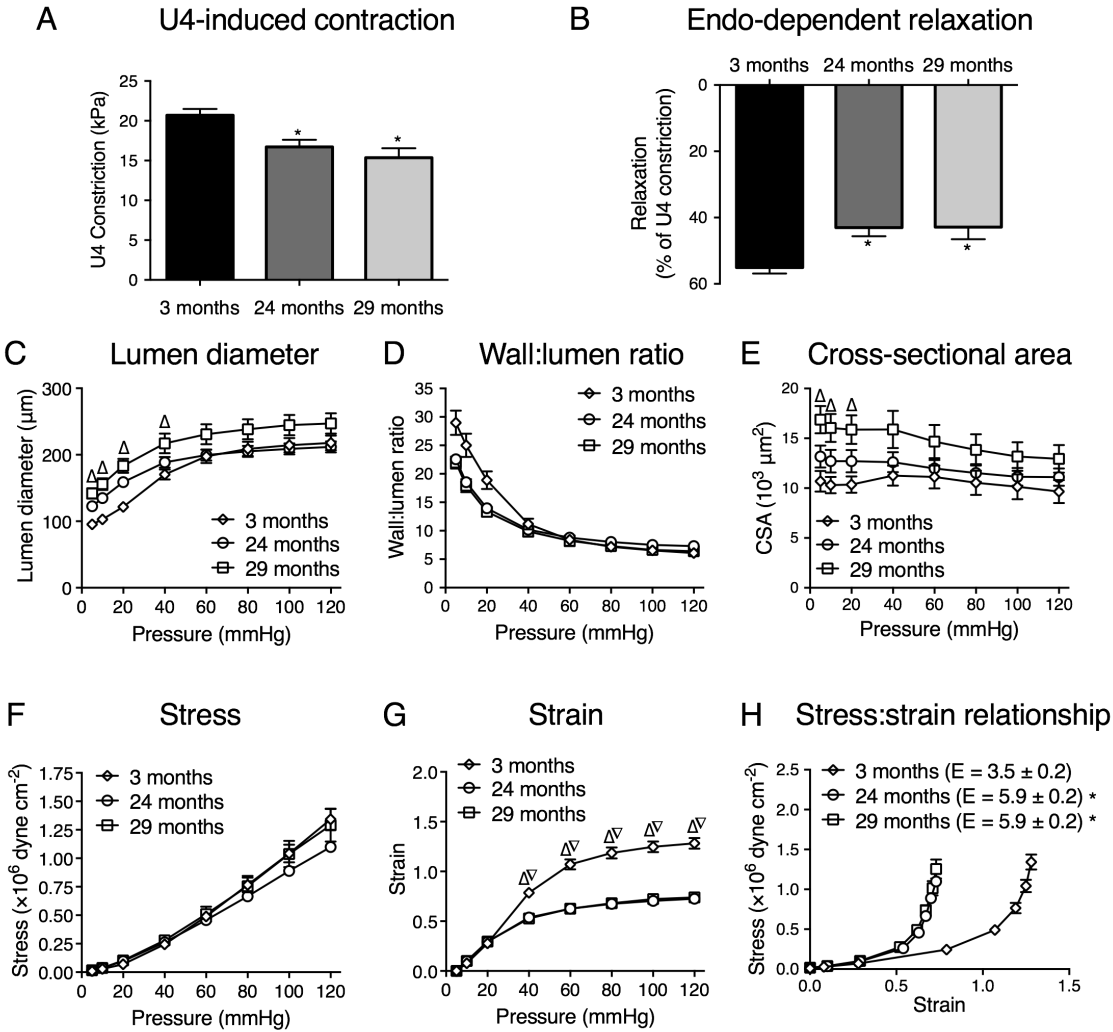 A U4-induced contraction
U4 Constriction (kPa)
25
20
15
10
5
0
*
*
3 months 24 months 29 months
B Endo-dependent relaxation
3 months 24 months 29 months
Relaxation
(% of U4 constriction)
0
20
40
60
*
*
C Lumen diameter
Lumen diameter (μm)
300
200
100
0
Δ Δ Δ Δ
3 months
24 months
29 months
0 20 40 60 80 100 120
Pressure (mmHg)
D Wall:lumen ratio
Wall:lumen ratio
35
30
25
20
15
10
5
0
3 months
24 months
29 months
0 20 40 60 80 100 120
Pressure (mmHg)
E Cross-sectional area
CSA (10³ μm²)
20
15
10
5
0
Δ Δ Δ
3 months
24 months
29 months
0 20 40 60 80 100 120
Pressure (mmHg)
F Stress
Stress (×10⁶ dyne cm⁻²)
1.75
1.50
1.25
1.00
0.75
0.50
0.25
0.00
3 months
24 months
29 months
0 20 40 60 80 100 120
Pressure (mmHg)
G Strain
Strain
2.0
1.5
1.0
0.5
0.0
3 months
24 months
29 months
Δ∇ Δ∇ Δ∇ Δ∇ Δ∇
0 20 40 60 80 100 120
Pressure (mmHg)
H Stress:strain relationship
Stress (×10⁶ dyne cm⁻²)
2.5
2.0
1.5
1.0
0.5
0.0
3 months (E = 3.5 ± 0.2)
24 months (E = 5.9 ± 0.2) *
29 months (E = 5.9 ± 0.2) *
0.0 0.5 1.0 1.5
Strain